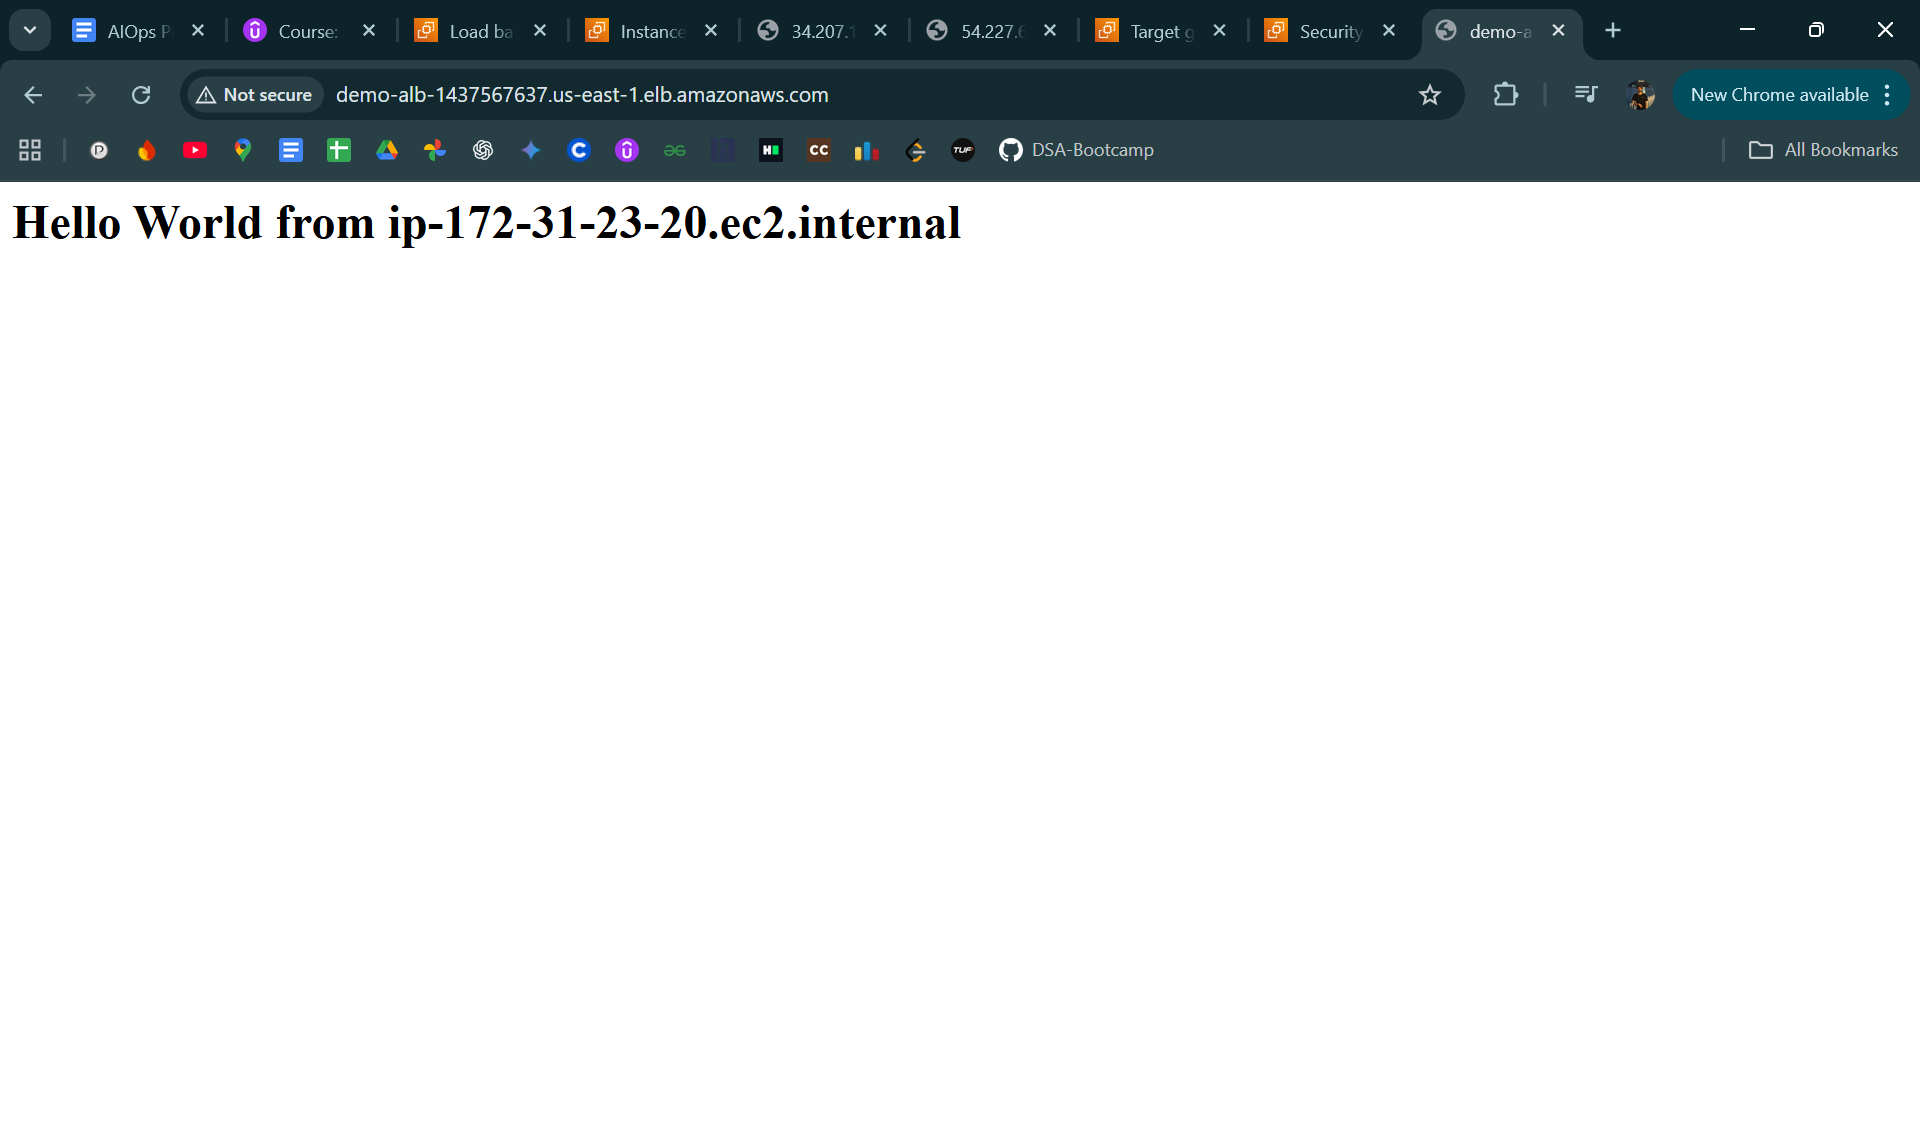 AIOps P
Course:
Load ba
Instance
34.207.1
54.227.6
Target g
Security
demo-a
Not secure
demo-alb-1437567637.us-east-1.elb.amazonaws.com
New Chrome available
DSA-Bootcamp
All Bookmarks
Hello World from ip-172-31-23-20.ec2.internal